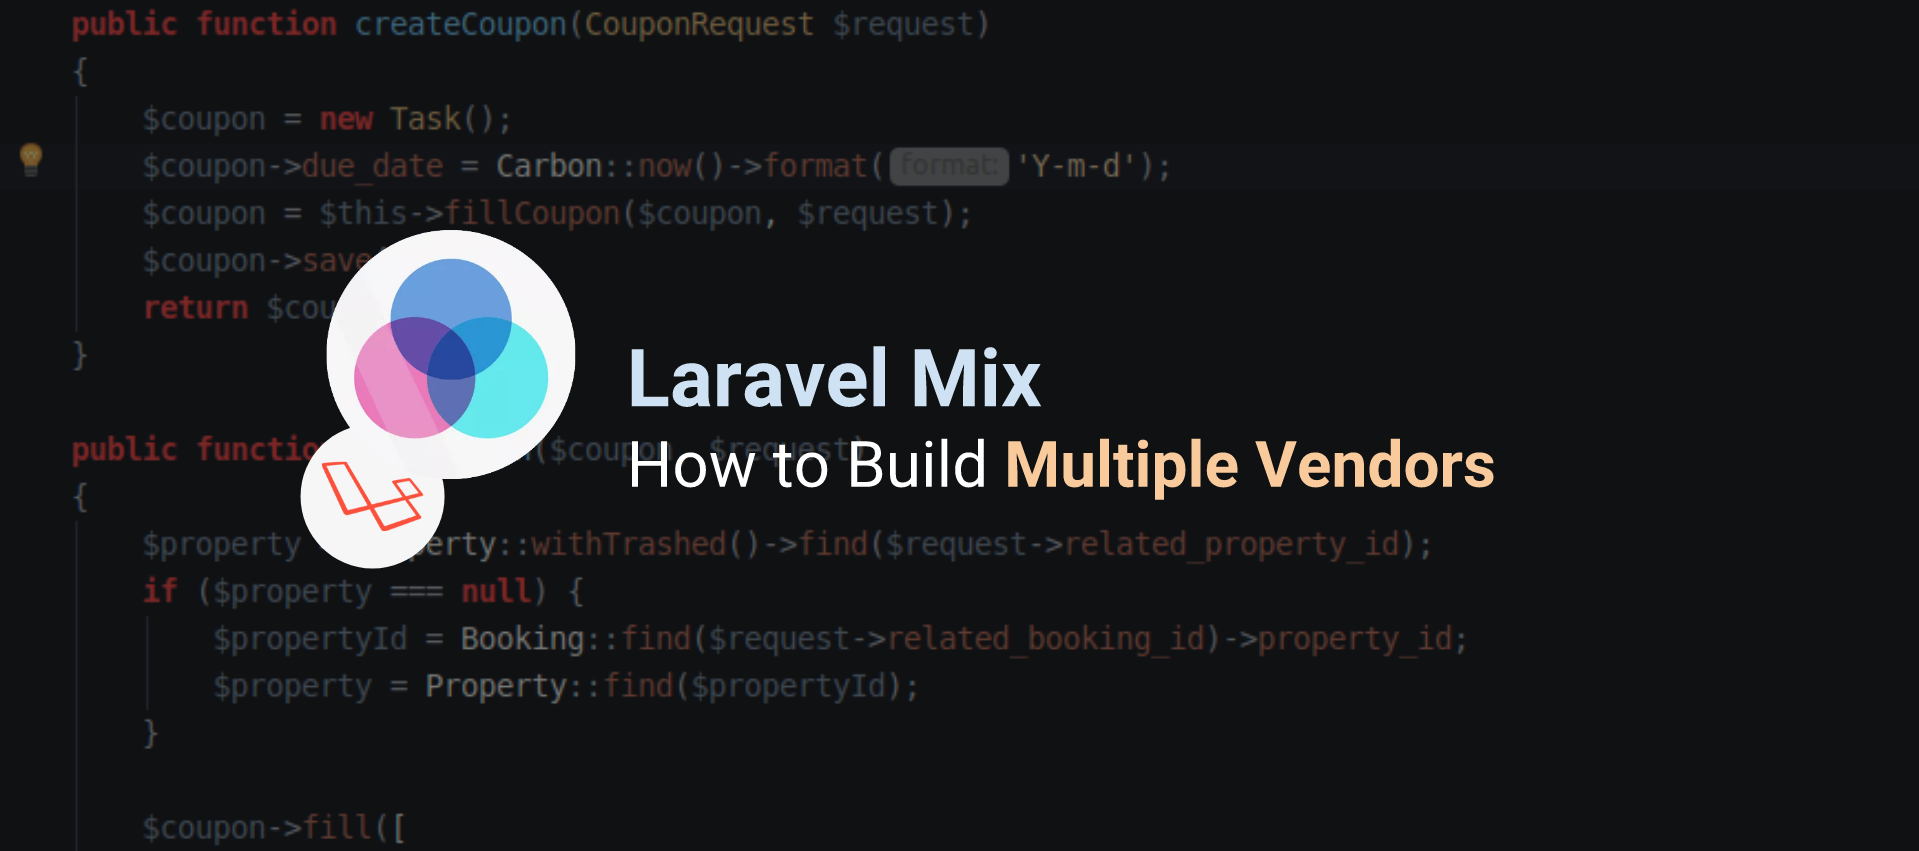 public function createCoupon(CouponRequest $request)
{
$coupon = new Task();
$coupon->due_date = Carbon::now()->format( format: 'Y-m-d');
$coupon = $this->fillCoupon($coupon, $request);
$coupon->save
return $cou
}
Laravel Mix
public functio ($coupon, $request)
How to Build Multiple Vendors
{
$property erty::withTrashed()->find($request->related_property_id);
if ($property === null) {
$propertyId = Booking::find($request->related_booking_id)->property_id;
$property = Property::find($propertyId);
}
$coupon->fill([